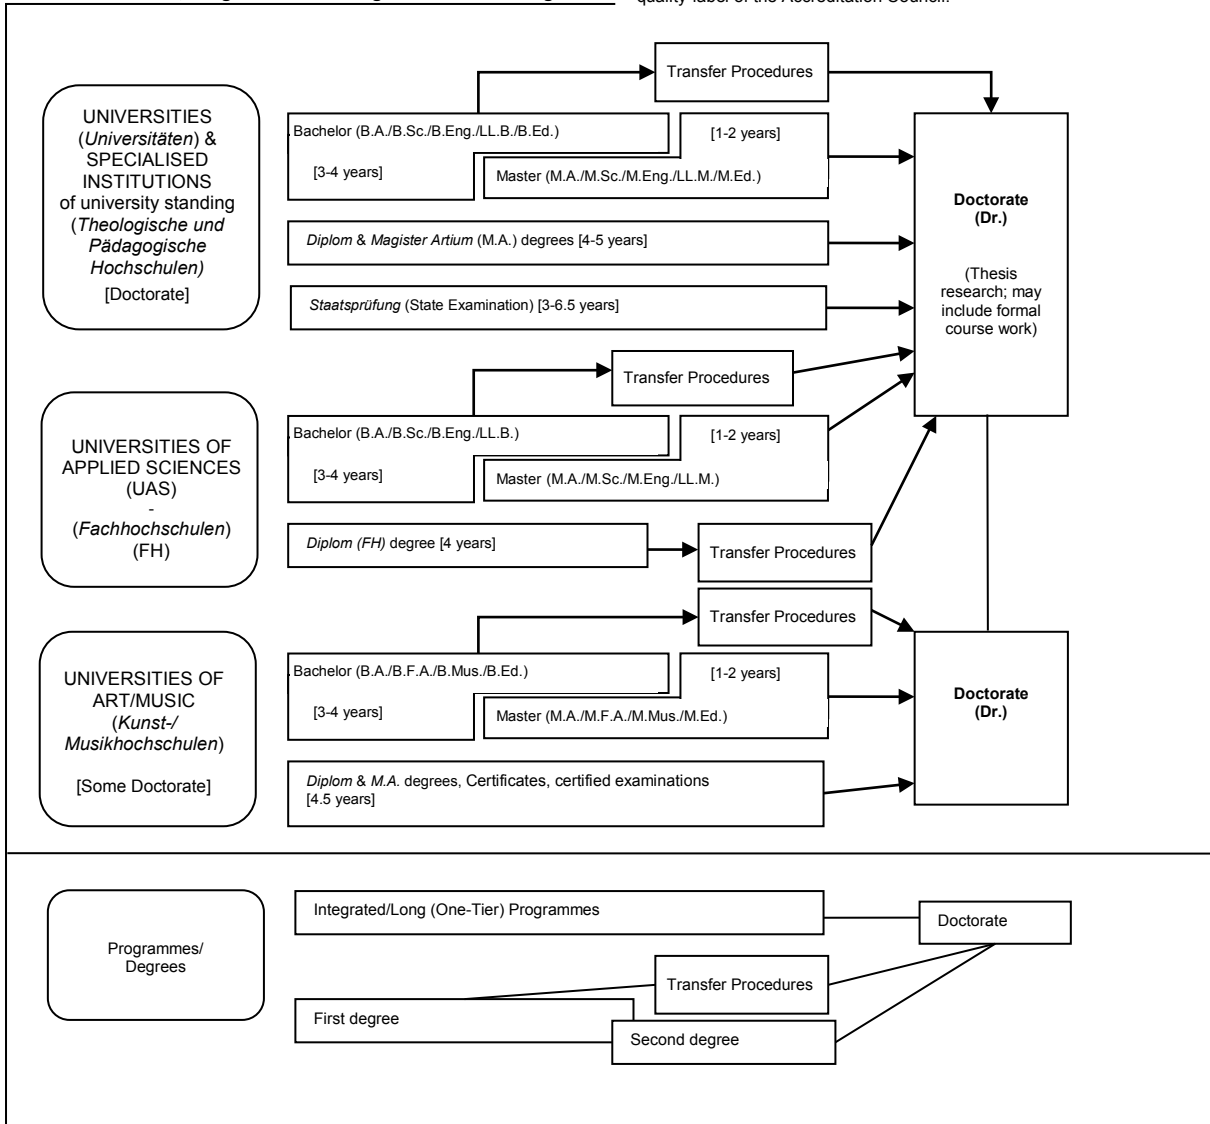 Transfer Procedures
UNIVERSITIES
(Universitäten) &
SPECIALISED
INSTITUTIONS
of university standing
(Theologische und
Pädagogische
Hochschulen)
[Doctorate]
Bachelor (B.A./B.Sc./B.Eng./LL.B./B.Ed.)
[3-4 years]
[1-2 years]
Master (M.A./M.Sc./M.Eng./LL.M./M.Ed.)
Diplom & Magister Artium (M.A.) degrees [4-5 years]
Staatsprüfung (State Examination) [3-6.5 years]
Doctorate
(Dr.)
(Thesis
research; may
include formal
course work)
Transfer Procedures
UNIVERSITIES OF
APPLIED SCIENCES
(UAS)
-
(Fachhochschulen)
(FH)
Bachelor (B.A./B.Sc./B.Eng./LL.B.)
[3-4 years]
[1-2 years]
Master (M.A./M.Sc./M.Eng./LL.M.)
Diplom (FH) degree [4 years]
Transfer Procedures
Transfer Procedures
UNIVERSITIES OF
ART/MUSIC
(Kunst-/
Musikhochschulen)
[Some Doctorate]
Bachelor (B.A./B.F.A./B.Mus./B.Ed.)
[3-4 years]
[1-2 years]
Master (M.A./M.F.A./M.Mus./M.Ed.)
Diplom & M.A. degrees, Certificates, certified examinations
[4.5 years]
Doctorate
(Dr.)
Programmes/
Degrees
Integrated/Long (One-Tier) Programmes
Doctorate
Transfer Procedures
First degree
Second degree